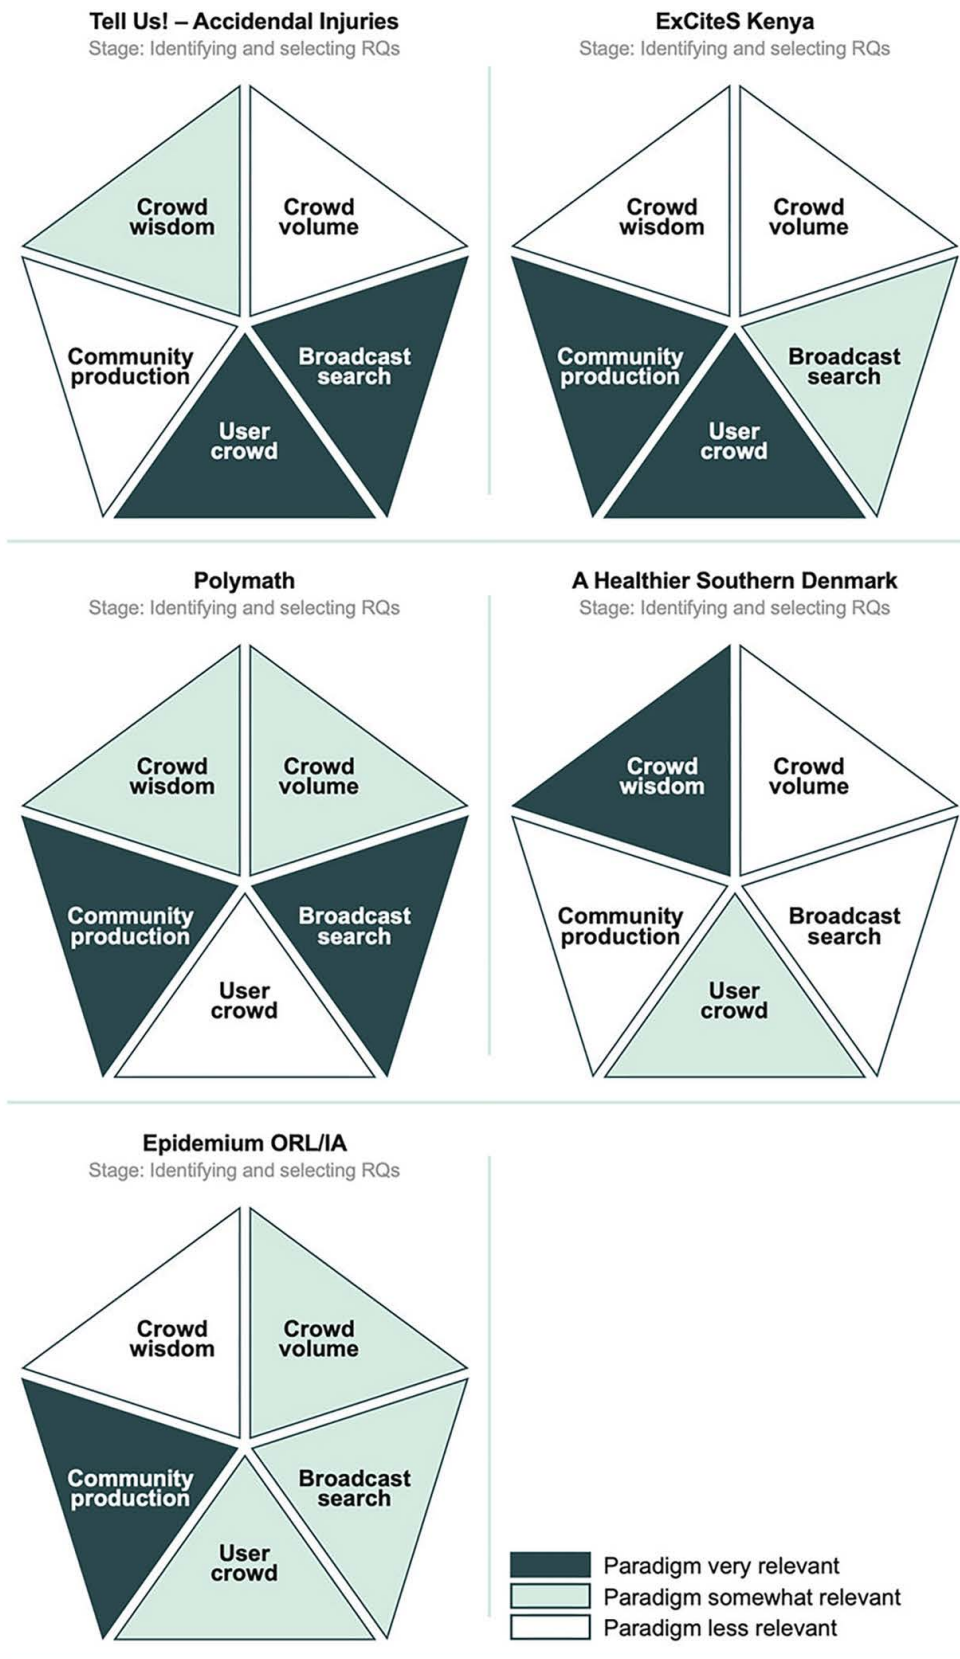 Tell Us! – Accidendal Injuries
Stage: Identifying and selecting RQs
Crowd
wisdom
Crowd
volume
Community
production
Broadcast
search
User
crowd
ExCiteS Kenya
Stage: Identifying and selecting RQs
Crowd
wisdom
Crowd
volume
Community
production
Broadcast
search
User
crowd
Polymath
Stage: Identifying and selecting RQs
Crowd
wisdom
Crowd
volume
Community
production
Broadcast
search
User
crowd
A Healthier Southern Denmark
Stage: Identifying and selecting RQs
Crowd
wisdom
Crowd
volume
Community
production
Broadcast
search
User
crowd
Epidemium ORL/IA
Stage: Identifying and selecting RQs
Crowd
wisdom
Crowd
volume
Community
production
Broadcast
search
User
crowd
Paradigm very relevant
Paradigm somewhat relevant
Paradigm less relevant